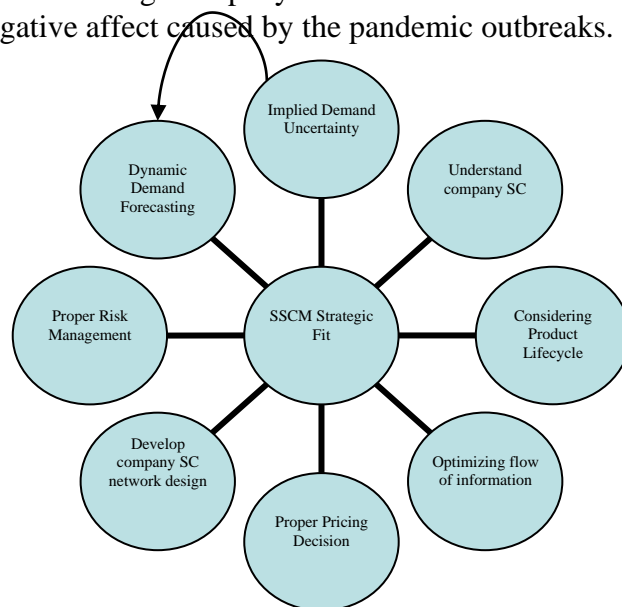 gative affect caused by the pandemic outbreaks.
Implied Demand
Uncertainty
Dynamic
Demand
Forecasting
Understand
company SC
Proper Risk
Management
SSCM Strategic
Fit
Considering
Product
Lifecycle
Develop
company SC
network design
Optimizing flow
of information
Proper Pricing
Decision